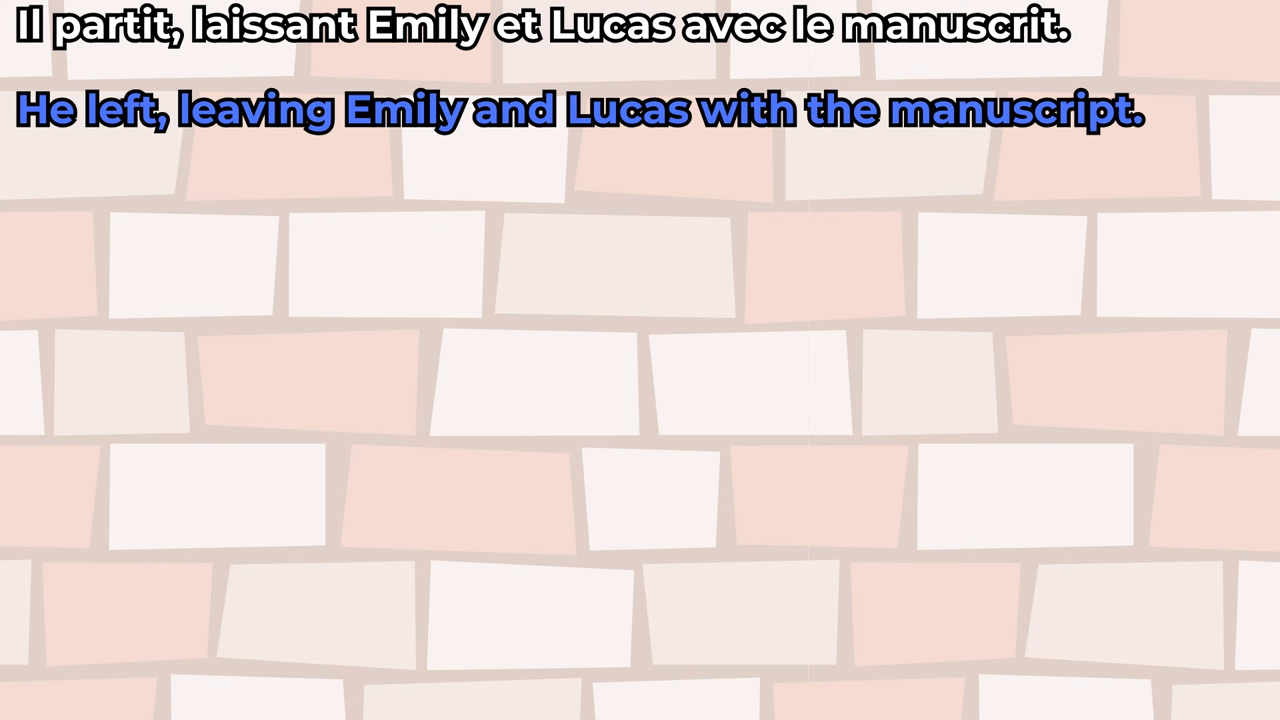 Il partit, laissant Emily et Lucas avec le manuscrit.
He left, leaving Emily and Lucas with the manuscript.